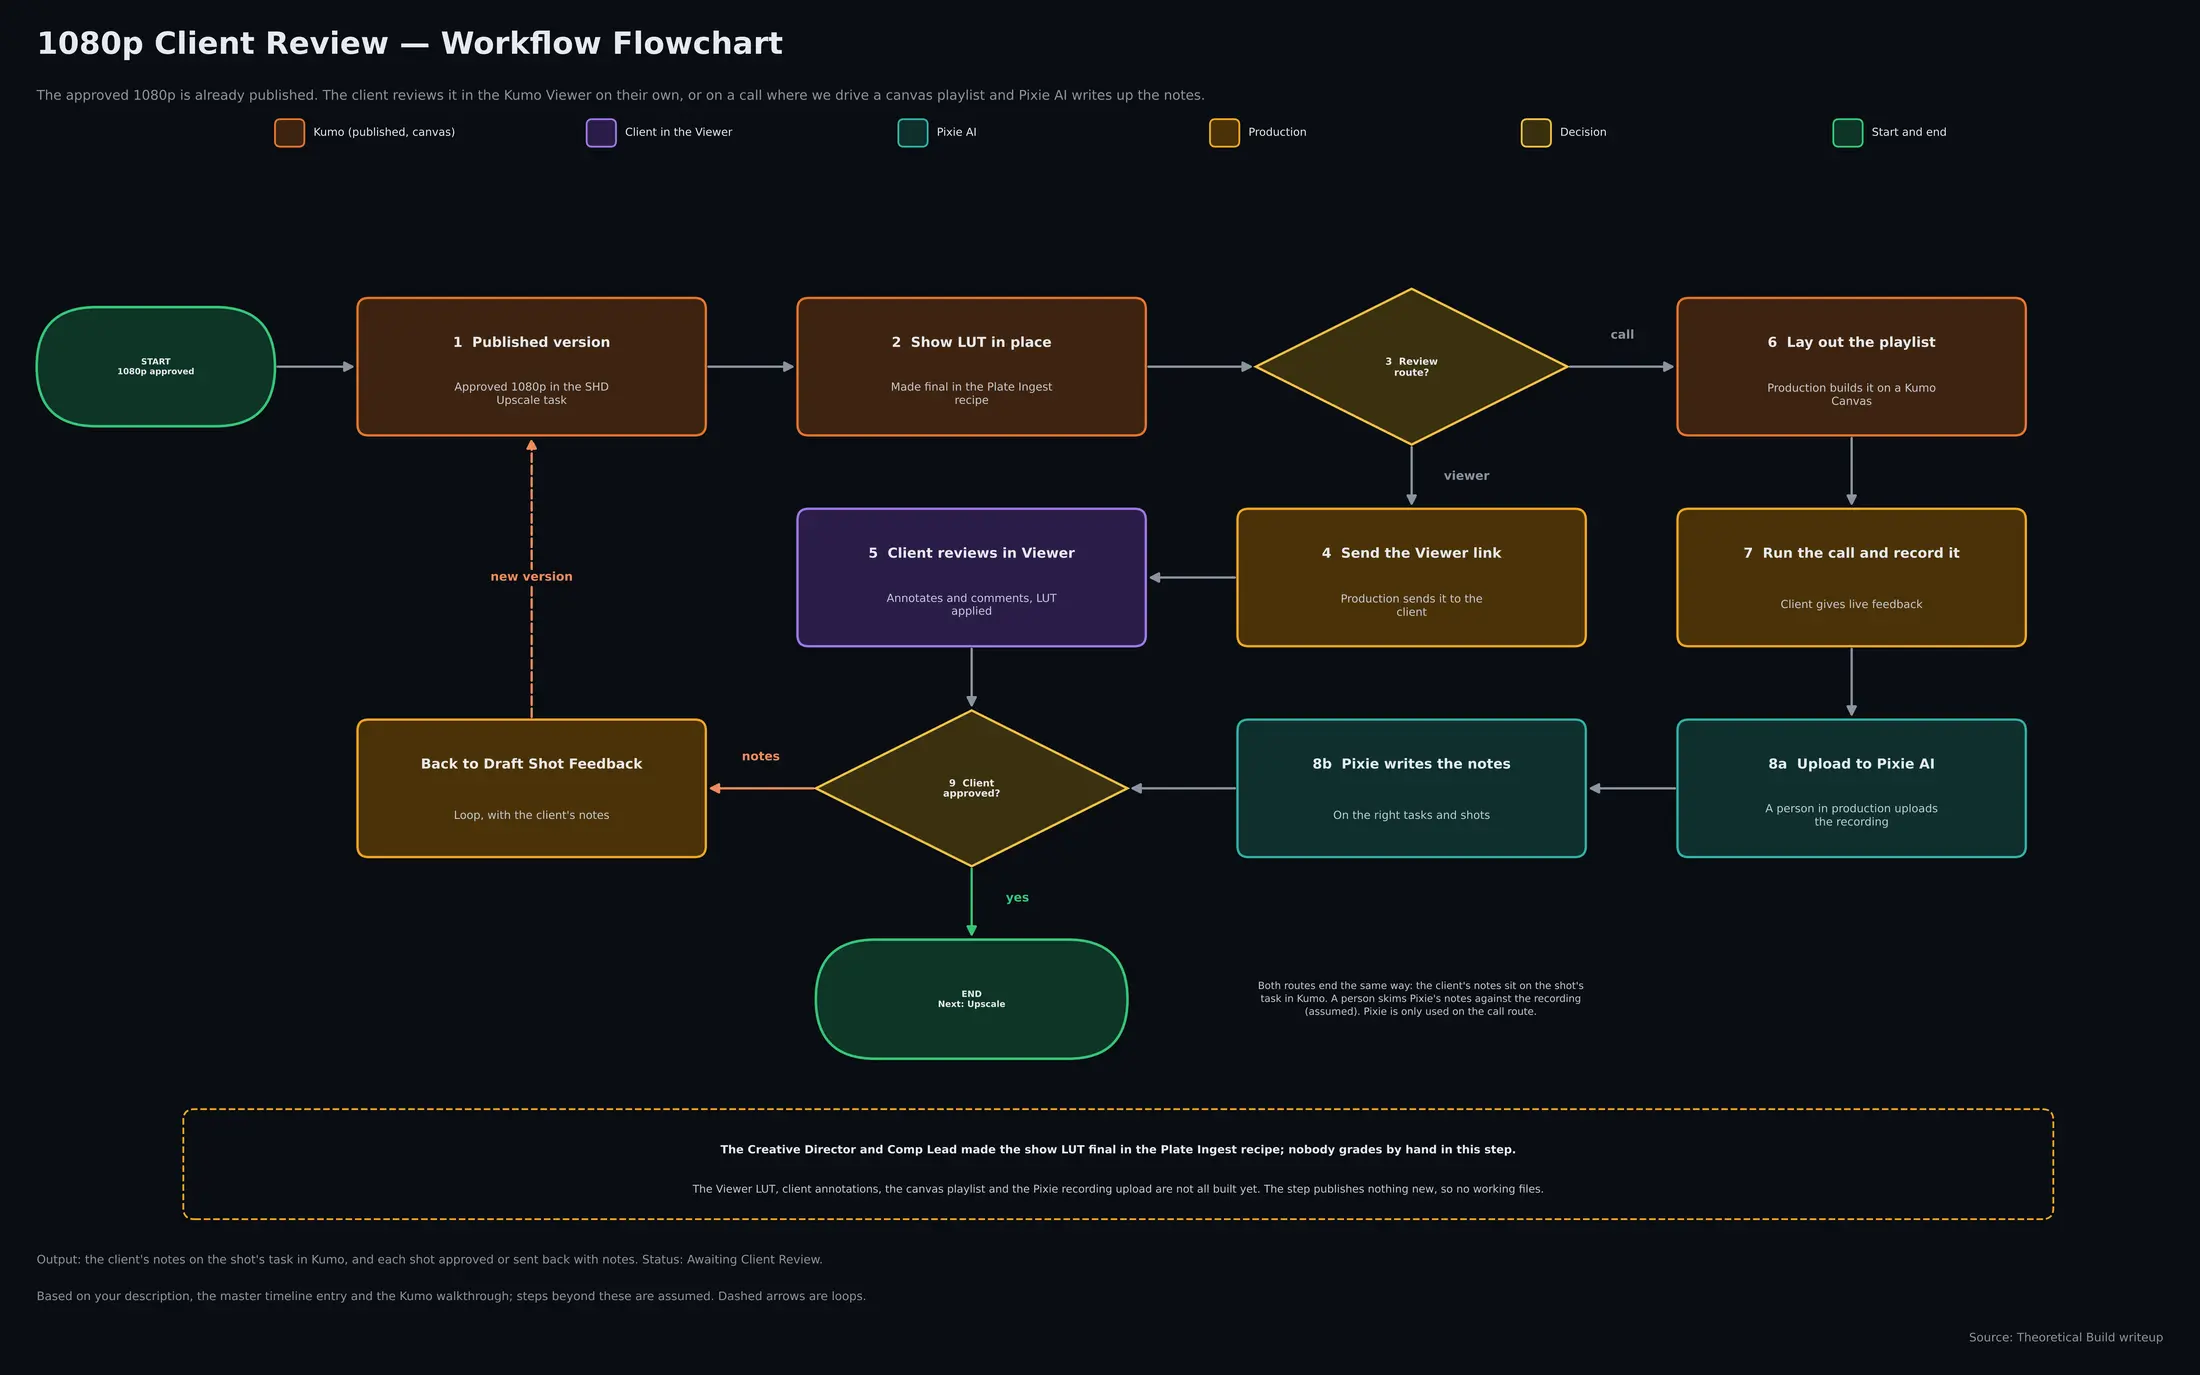 1080p Client Review — Workflow Flowchart
The approved 1080p is already published. The client reviews it in the Kumo Viewer on their own, or on a call where we drive a canvas playlist and Pixie AI writes up the notes.
Kumo (published, canvas)
Client in the Viewer
Pixie AI
Production
Decision
Start and end
START
1080p approved
1 Published version
Approved 1080p in the SHD
Upscale task
2 Show LUT in place
Made final in the Plate Ingest
recipe
3 Review
route?
call
6 Lay out the playlist
Production builds it on a Kumo
Canvas
viewer
new version
5 Client reviews in Viewer
Annotates and comments, LUT
applied
4 Send the Viewer link
Production sends it to the
client
7 Run the call and record it
Client gives live feedback
Back to Draft Shot Feedback
Loop, with the client's notes
notes
9 Client
approved?
8b Pixie writes the notes
On the right tasks and shots
8a Upload to Pixie AI
A person in production uploads
the recording
yes
END
Next: Upscale
Both routes end the same way: the client's notes sit on the shot's
task in Kumo. A person skims Pixie's notes against the recording
(assumed). Pixie is only used on the call route.
The Creative Director and Comp Lead made the show LUT final in the Plate Ingest recipe; nobody grades by hand in this step.
The Viewer LUT, client annotations, the canvas playlist and the Pixie recording upload are not all built yet. The step publishes nothing new, so no working files.
Output: the client's notes on the shot's task in Kumo, and each shot approved or sent back with notes. Status: Awaiting Client Review.
Based on your description, the master timeline entry and the Kumo walkthrough; steps beyond these are assumed. Dashed arrows are loops.
Source: Theoretical Build writeup